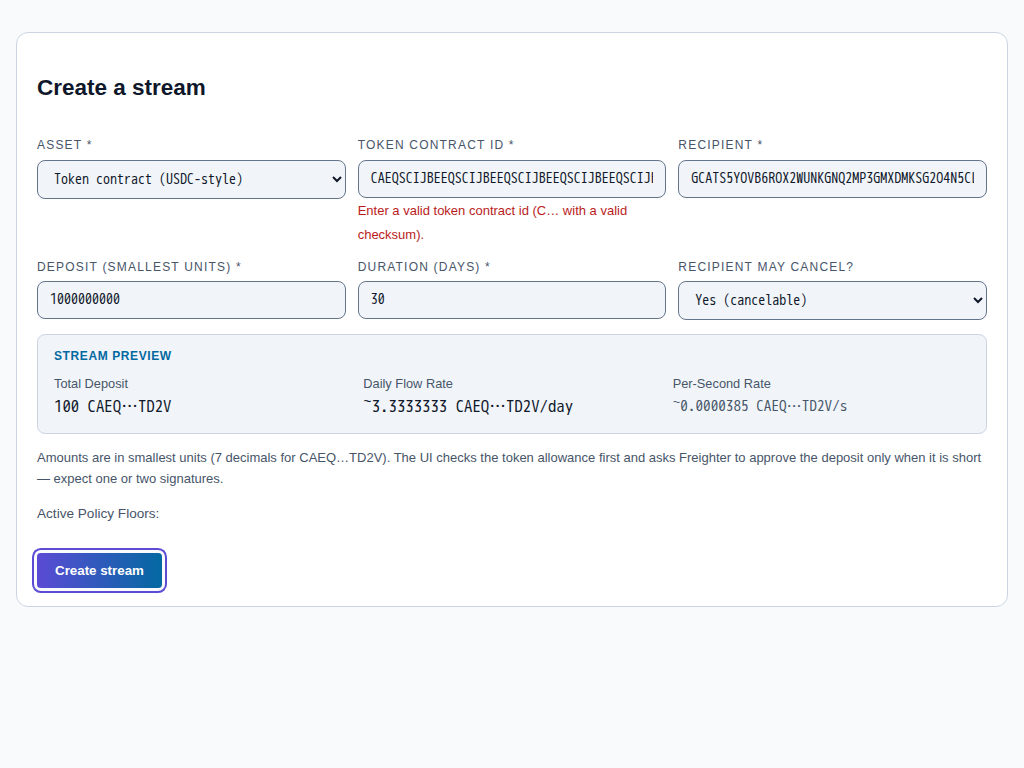 Create a stream
ASSET *
TOKEN CONTRACT ID *
RECIPIENT *
Token contract (USDC-style)
CAEQSCIJBEEQSCIJBEEQSCIJBEEQSCIJBEEQSCIJ
GCATS5YOVB6ROX2WUNKGNQ2MP3GMXDMKSG2O4N5C
Enter a valid token contract id (C… with a valid
checksum).
DEPOSIT (SMALLEST UNITS) *
DURATION (DAYS) *
RECIPIENT MAY CANCEL?
1000000000
30
Yes (cancelable)
STREAM PREVIEW
Total Deposit
Daily Flow Rate
Per-Second Rate
100 CAEQ…TD2V
~3.3333333 CAEQ…TD2V/day
~0.0000385 CAEQ…TD2V/s
Amounts are in smallest units (7 decimals for CAEQ…TD2V). The UI checks the token allowance first and asks Freighter to approve the deposit only when it is short
— expect one or two signatures.
Active Policy Floors:
Create stream